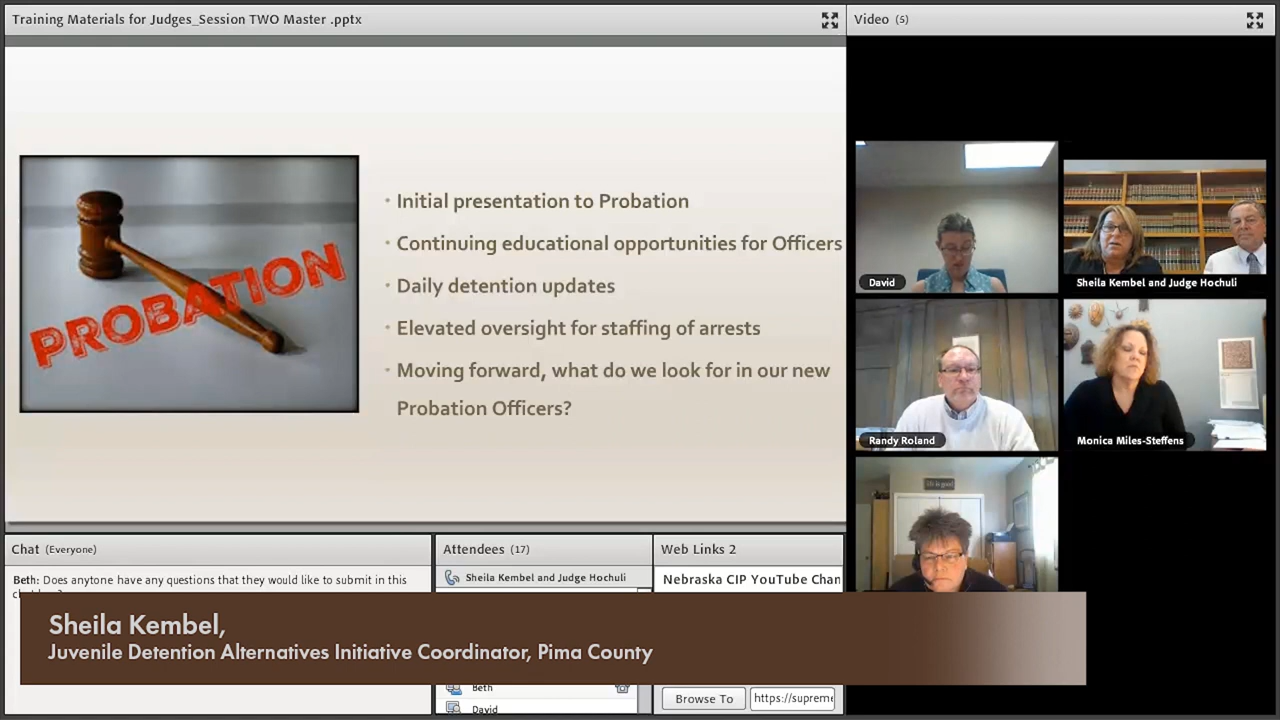 Training Materials for Judges_Session TWO Master .pptx
Video (5)
PROBATION
• Initial presentation to Probation
• Continuing educational opportunities for Officers
• Daily detention updates
• Elevated oversight for staffing of arrests
• Moving forward, what do we look for in our new
Probation Officers?
David
Sheila Kembel and Judge Hochuli
Randy Roland
Monica Miles-Steffens
life is good
Chat (Everyone)
Beth: Does anyone have any questions that they would like to submit in this
Attendees (17)
Sheila Kembel and Judge Hochuli
Beth
David
Web Links 2
Nebraska CIP YouTube Chan
Browse To
https://supreme
Sheila Kembel,
Juvenile Detention Alternatives Initiative Coordinator, Pima County